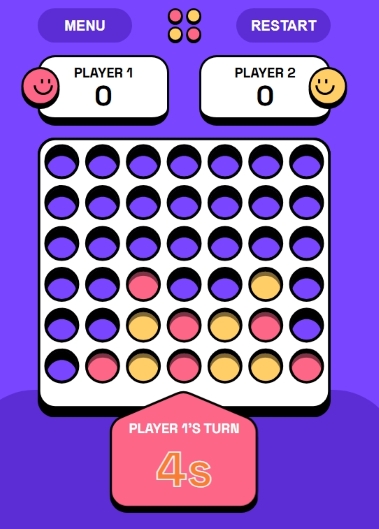 MENU
RESTART
PLAYER 1
0
PLAYER 2
0
PLAYER 1'S TURN
4s